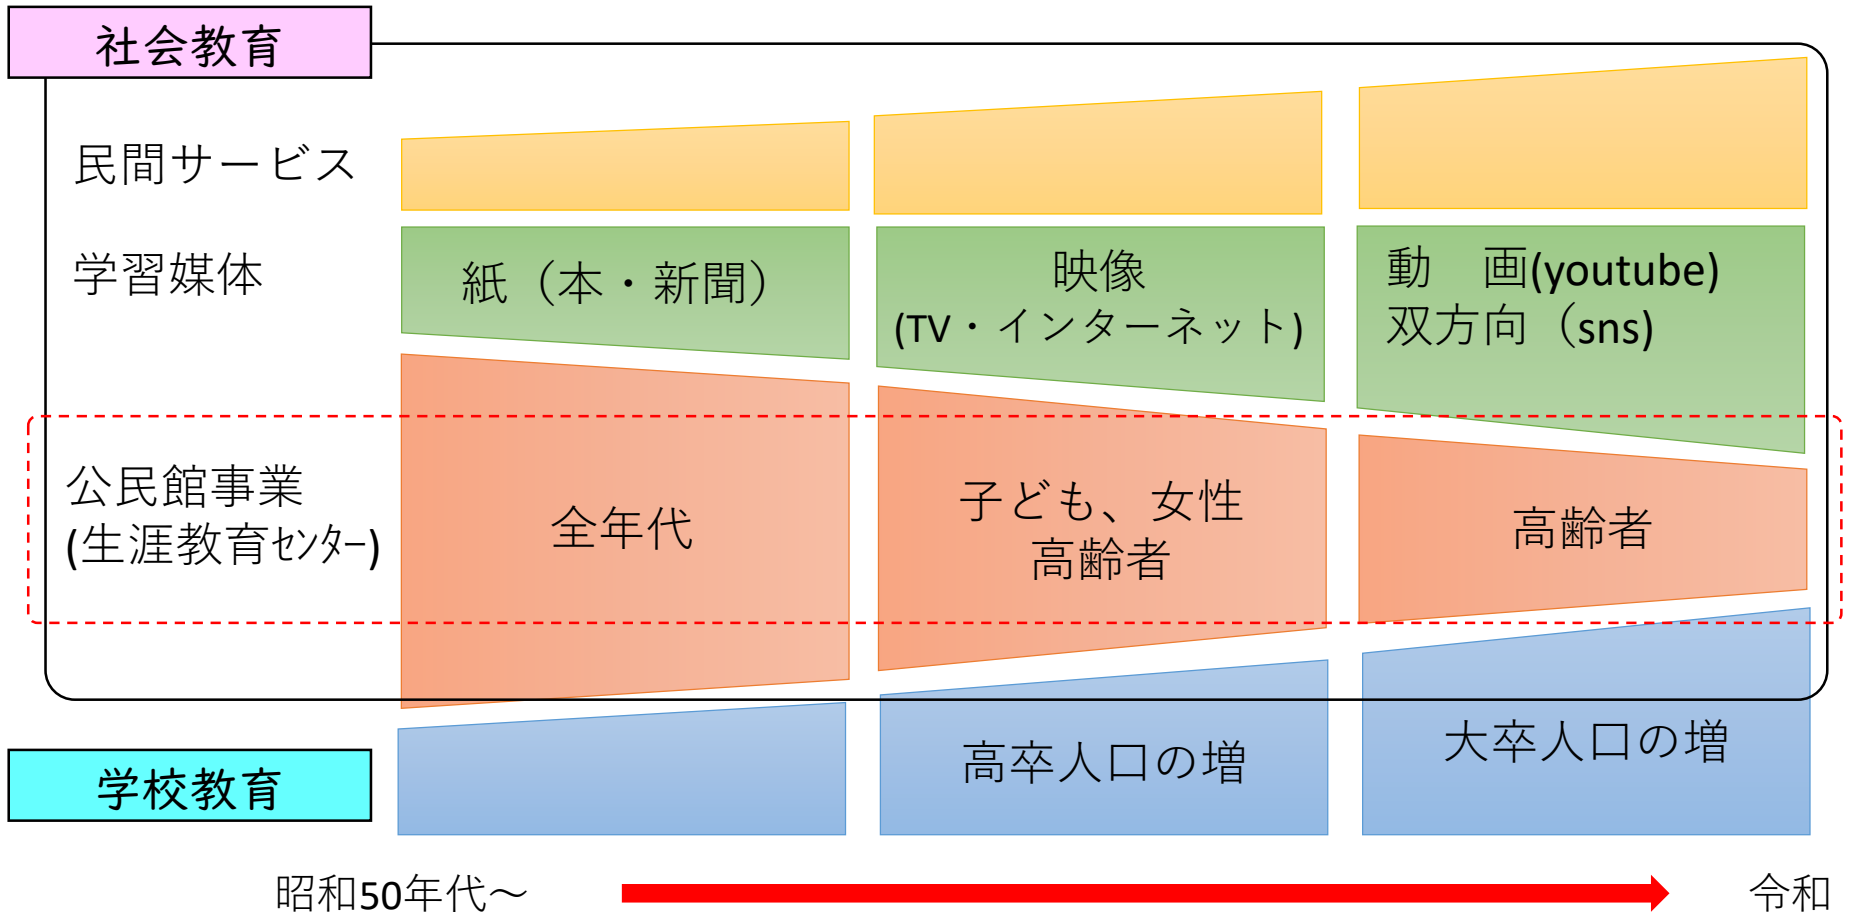 社会教育
民間サービス
学習媒体
紙（本・新聞）
映像
(TV・インターネット)
動　画(youtube)
双方向（sns)
公民館事業
(生涯教育ｾﾝﾀｰ)
全年代
子ども、女性
高齢者
高齢者
学校教育
高卒人口の増
大卒人口の増
昭和50年代～
令和